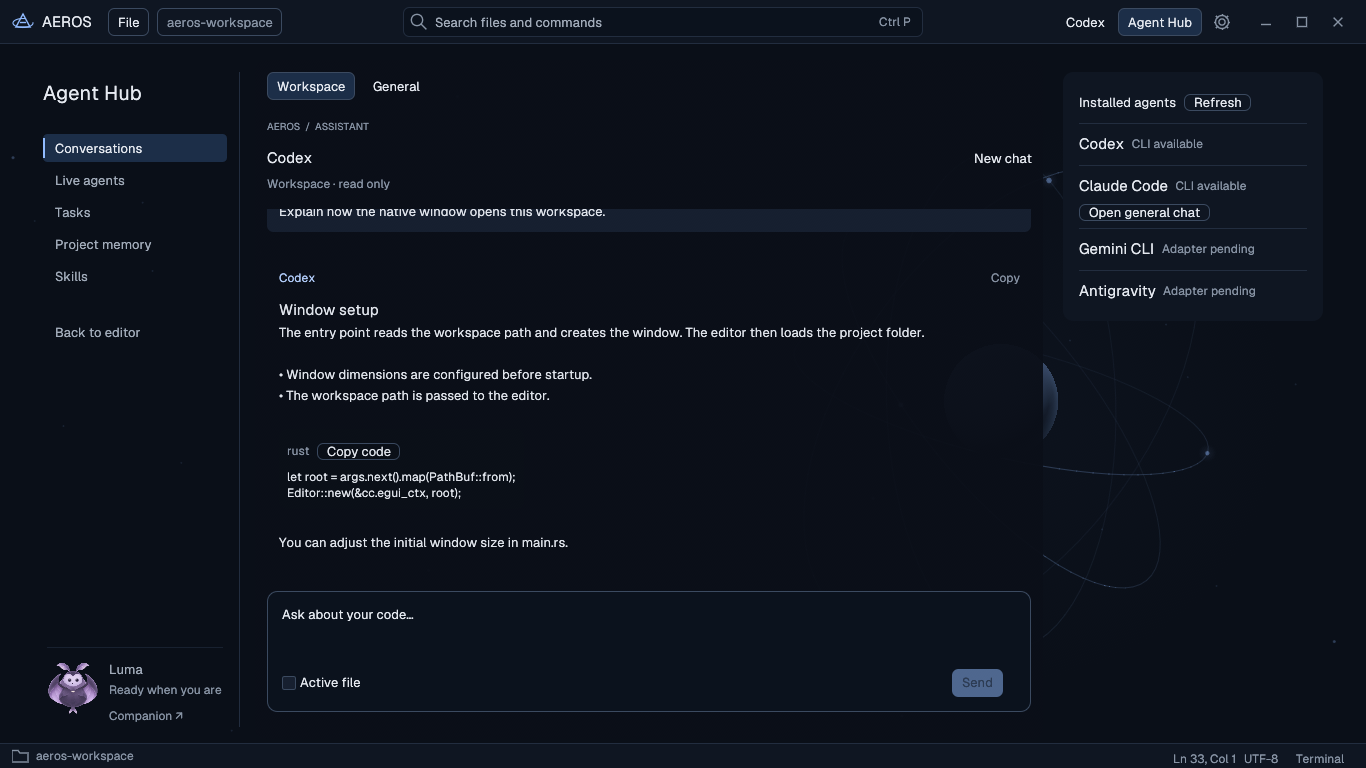 AEROS File aeros-workspace Search files and commands Ctrl P Codex Agent Hub
Agent Hub
Conversations
Live agents
Tasks
Project memory
Skills
Back to editor
Luma
Ready when you are
Companion ↗
Workspace General
AEROS / ASSISTANT
Codex
New chat
Workspace · read only
Explain how the native window opens this workspace.
Codex
Copy
Window setup
The entry point reads the workspace path and creates the window. The editor then loads the project folder.
• Window dimensions are configured before startup.
• The workspace path is passed to the editor.
rust Copy code
let root = args.next().map(PathBuf::from);
Editor::new(&cc.egui_ctx, root);
You can adjust the initial window size in main.rs.
Ask about your code…
Active file
Send
Installed agents Refresh
Codex CLI available
Claude Code CLI available
Open general chat
Gemini CLI Adapter pending
Antigravity Adapter pending
aeros-workspace
Ln 33, Col 1 UTF-8 Terminal